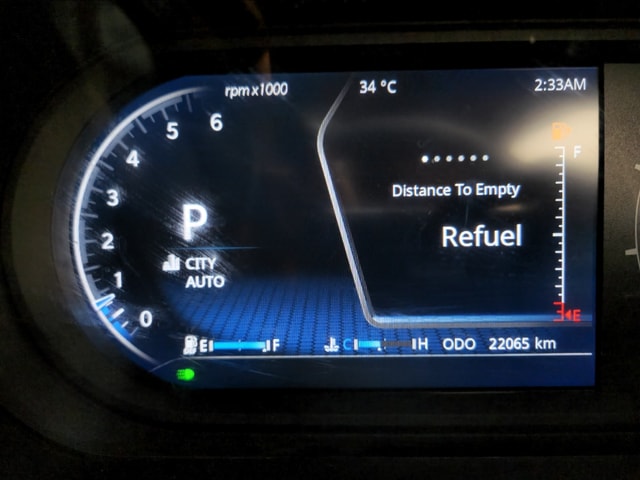 rpm x1000
34 °C
2:33AM
6
5
4
3
2
1
0
P
CITY
AUTO
Distance To Empty
Refuel
F
E
E F
C H
ODO 22065 km